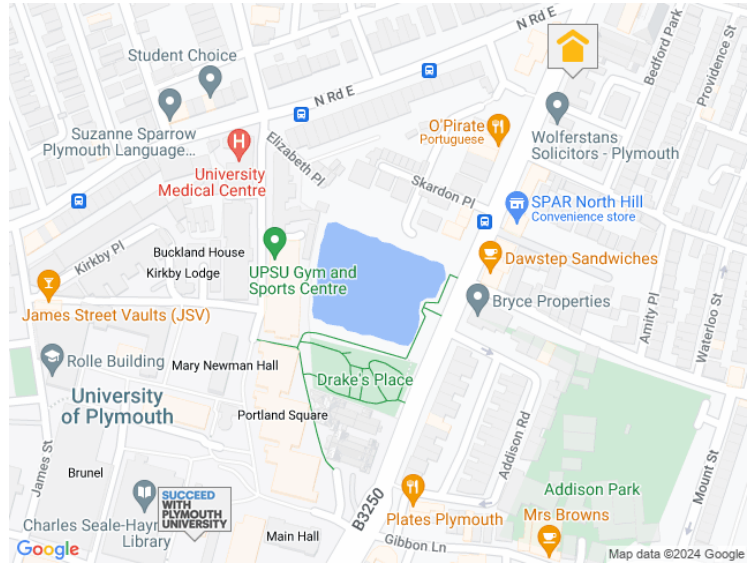 N Rd E
Student Choice
Bedford Park
Providence St
N Rd E
Suzanne Sparrow
Plymouth Language...
O'Pirate
Portuguese
Wolferstans
Solicitors - Plymouth
Elizabeth Pl
University
Medical Centre
Skardon Pl
SPAR North Hill
Convenience store
Kirkby Pl
Buckland House
Kirkby Lodge
UPSU Gym and
Sports Centre
Dawstep Sandwiches
Bryce Properties
Amity Pl
Waterloo St
James Street Vaults (JSV)
Rolle Building
Mary Newman Hall
Drake's Place
University
of Plymouth
Portland Square
Addison Rd
James St
Brunel
Mount St
Addison Park
SUCCEED
WITH
PLYMOUTH
UNIVERSITY
Charles Seale-Hayn
Library
Main Hall
B3250
Plates Plymouth
Mrs Browns
Gibbon Ln
Google
Map data ©2024 Google